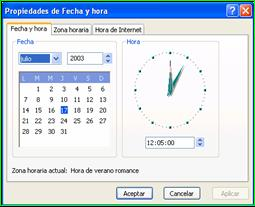 Propiedades de Fecha y hora
Fecha y hora Zona horaria Hora de Internet
Fecha Hora
julio 2003
L M M J V S D
1 2 3 4 5 6
7 8 9 10 11 12 13
14 15 16 17 18 19 20
21 22 23 24 25 26 27
28 29 30 31
12:05:00
Zona horaria actual: Hora de verano romance
Aceptar Cancelar Aplicar